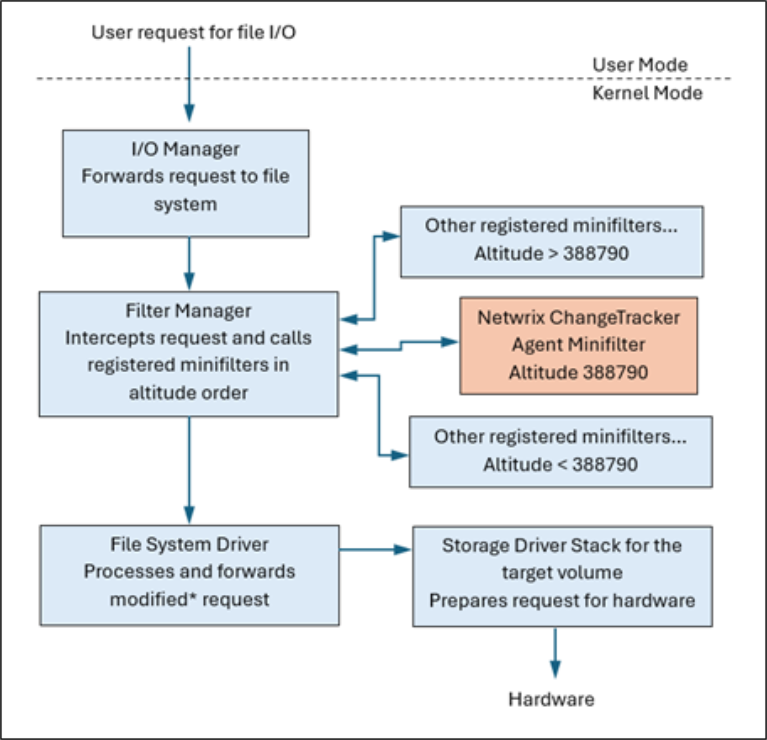 User request for file I/O
User Mode
Kernel Mode
I/O Manager
Forwards request to file
system
Other registered minifilters...
Altitude > 388790
Filter Manager
Intercepts request and calls
registered minifilters in
altitude order
Netwrix ChangeTracker
Agent Minifilter
Altitude 388790
Other registered minifilters...
Altitude < 388790
File System Driver
Processes and forwards
modified* request
Storage Driver Stack for the
target volume
Prepares request for hardware
Hardware